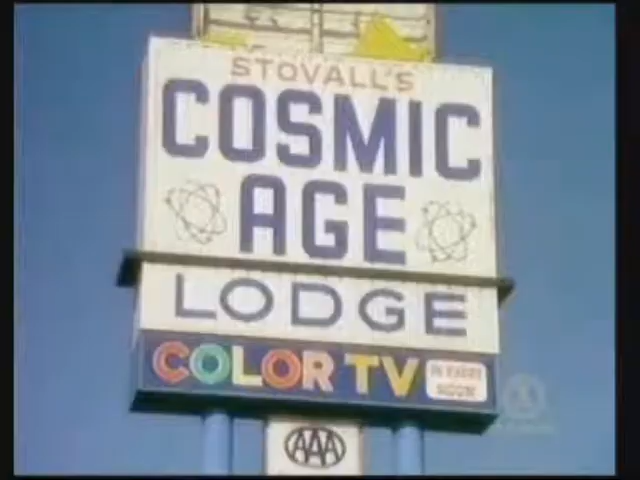 STOVALL'S
COSMIC
AGE
LODGE
COLOR TV
IN EVERY
ROOM
AAA